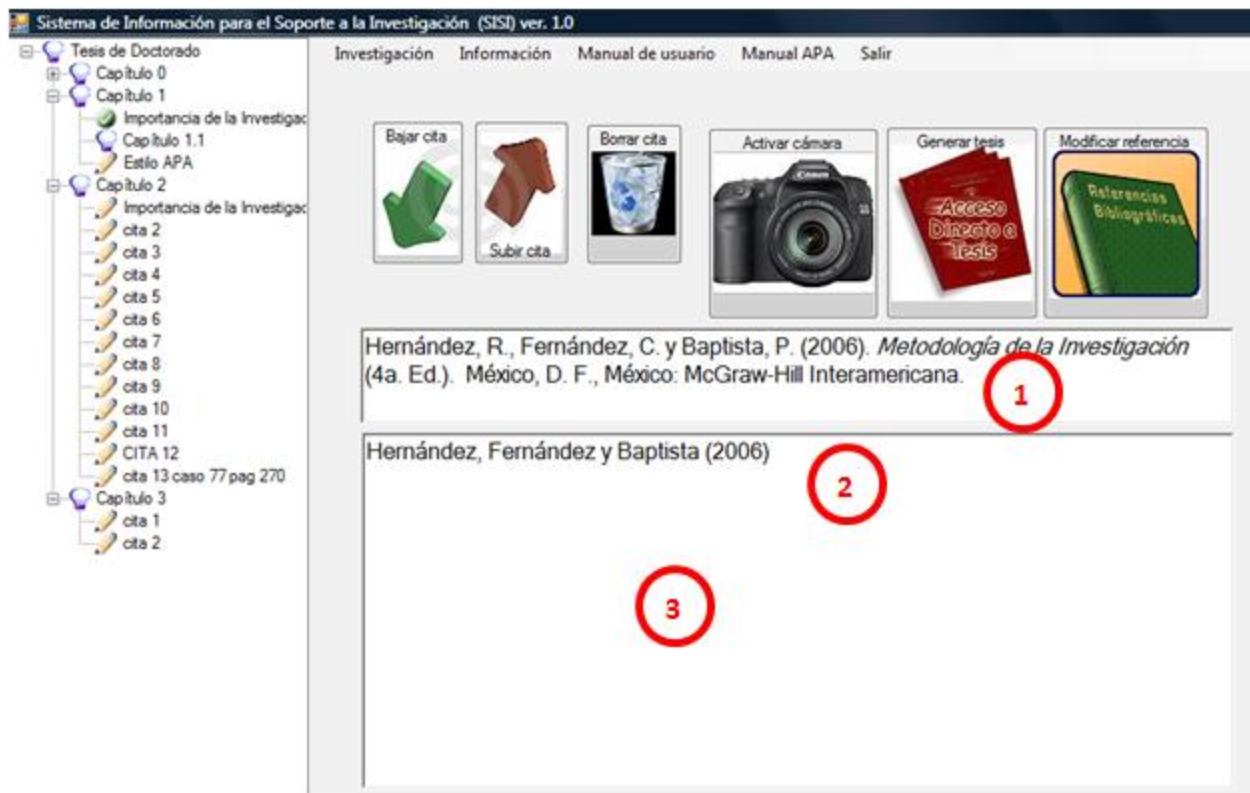 Sistema de Información para el Soporte a la Investigación (SISI) ver. 1.0
Tesis de Doctorado
Capítulo 0
Capítulo 1
Importancia de la Investigac
Capítulo 1.1
Estilo APA
Capítulo 2
Importancia de la Investigac
cita 2
cita 3
cita 4
cita 5
cita 6
cita 7
cita 8
cita 9
cita 10
cita 11
CITA 12
cita 13 caso 77 pag 270
Capítulo 3
cita 1
cita 2
Investigación Información Manual de usuario Manual APA Salir
Bajar cita
Subir cita
Borrar cita
Activar cámara
Canon
Generar tesis
Acceso
Directo a
Tesis
Modificar referencia
Referencias
Bibliográficas
Hernández, R., Fernández, C. y Baptista, P. (2006). Metodología de la Investigación
(4a. Ed.). México, D. F., México: McGraw-Hill Interamericana.
1
Hernández, Fernández y Baptista (2006)
2
3